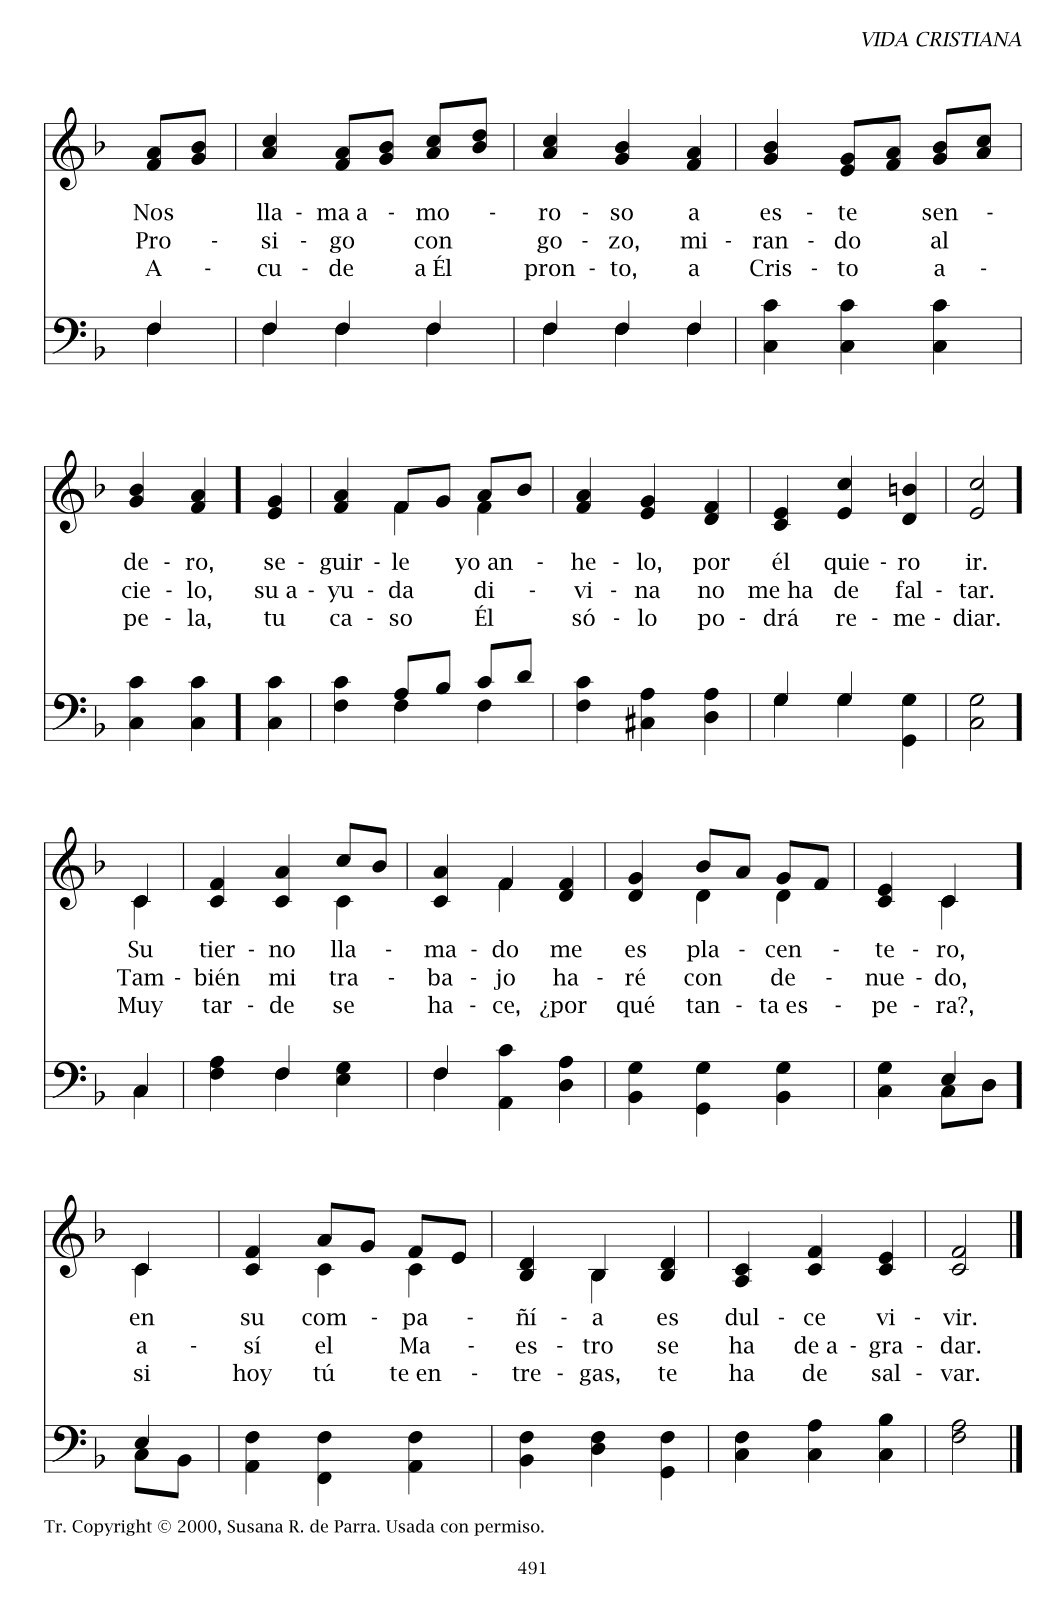 VIDA CRISTIANA
Nos lla - ma a - mo - ro - so a es - te sen -
Pro - si - go con go - zo, mi - ran - do al
A - cu - de a Él pron - to, a Cris - to a -
de - ro, se - guir - le yo an - he - lo, por él quie - ro ir.
cie - lo, su a - yu - da di - vi - na no me ha de fal - tar.
pe - la, tu ca - so Él só - lo po - drá re - me - diar.
Su tier - no lla - ma - do me es pla - cen - te - ro,
Tam - bién mi tra - ba - jo ha - ré con de - nue - do,
Muy tar - de se ha - ce, ¿por qué tan - ta es - pe - ra?,
en su com - pa - ñí - a es dul - ce vi - vir.
a - sí el Ma - es - tro se ha de a - gra - dar.
si hoy tú te en - tre - gas, te ha de sal - var.
Tr. Copyright © 2000, Susana R. de Parra. Usada con permiso.
491